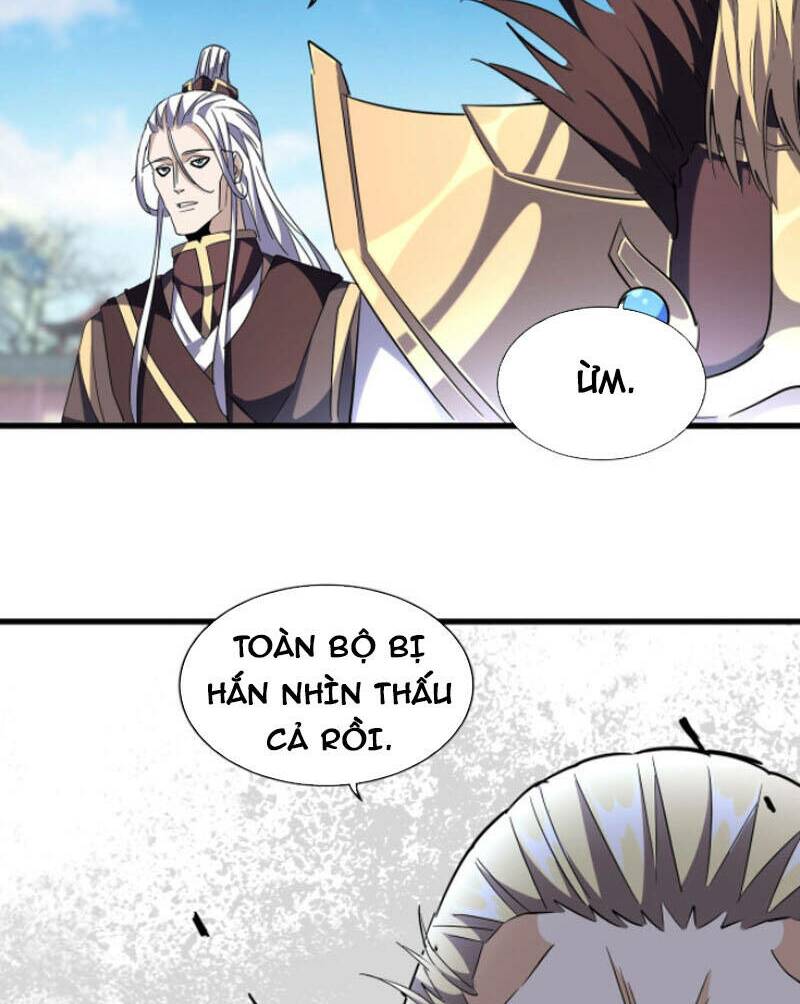 ỪM.
TOÀN BỘ BỊ
HẮN NHÌN THẤU
CẢ RỒI.